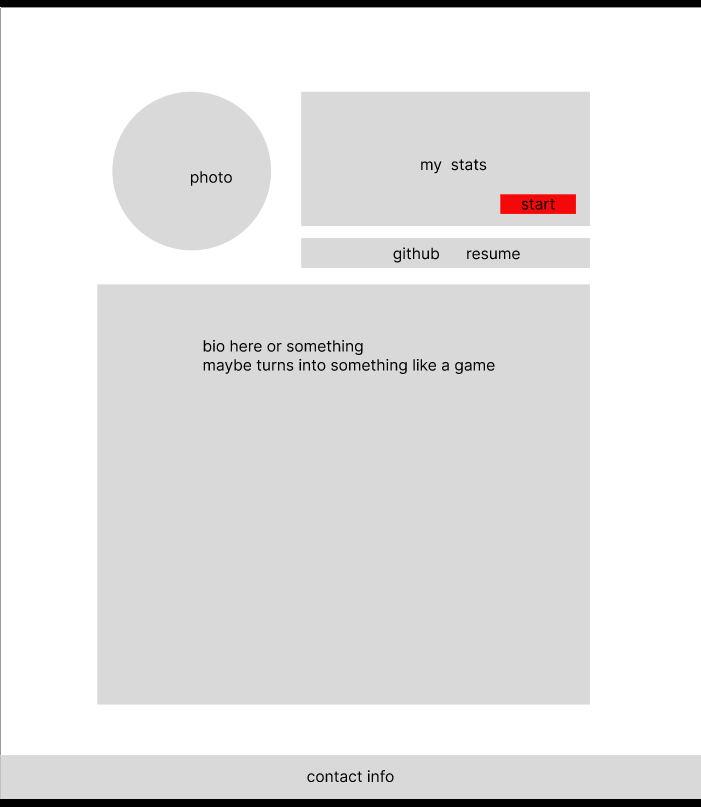 photo
my stats
start
github resume
bio here or something
maybe turns into something like a game
contact info